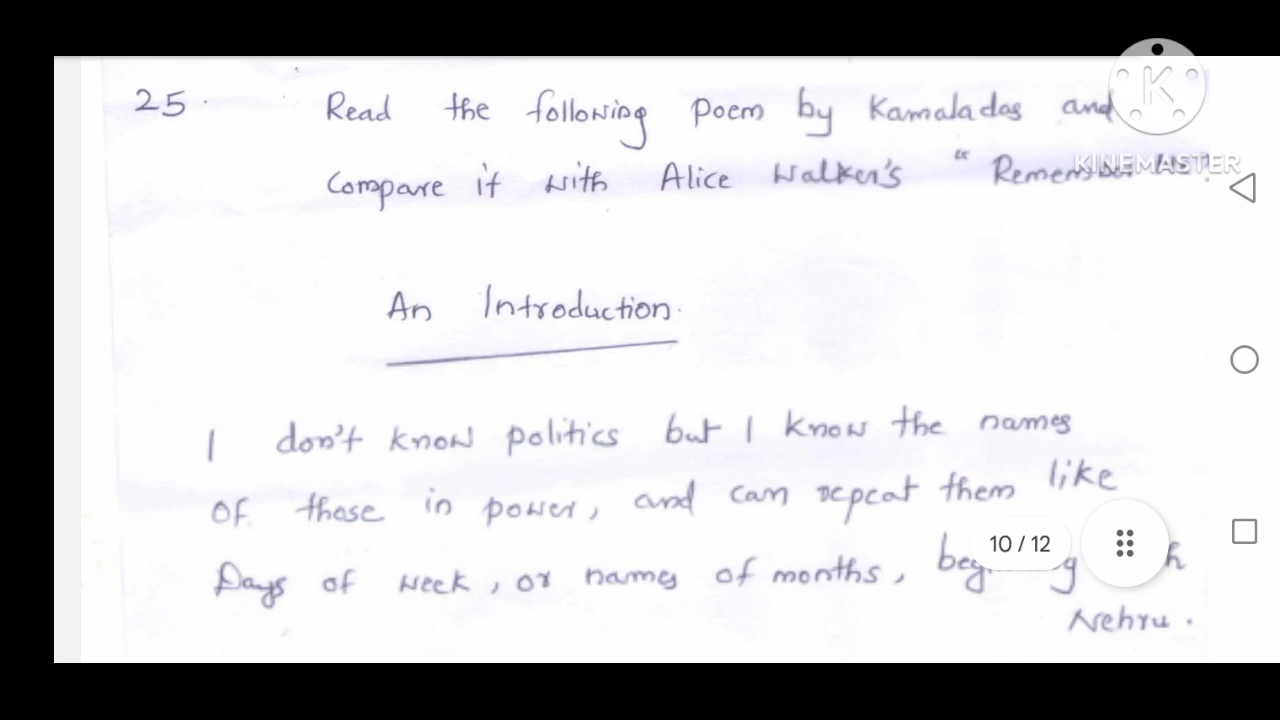 25.
Read the following poem by Kamaladas and
Compare it with Alice Walker's "
An Introduction.
I don't know politics but I know the names
Of those in power, and can repeat them like
Days of week, or names of months,
Nehru.
K
KINEMASTER
10 / 12